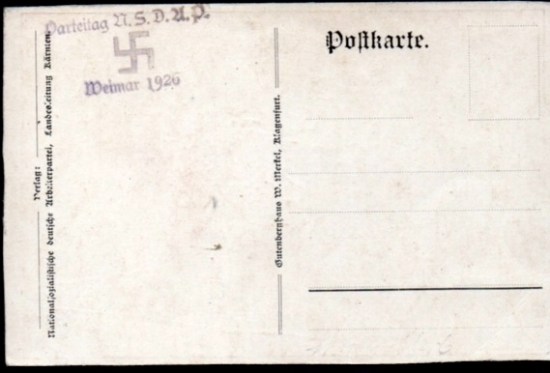 Parteitag N.S.D.A.P.
Weimar 1926
Postkarte.
Verlag:
Nationalsozialistische deutsche Arbeiterpartei, Landesleitung Kärnten.
Gutenberghaus W. Merkel, Klagenfurt.